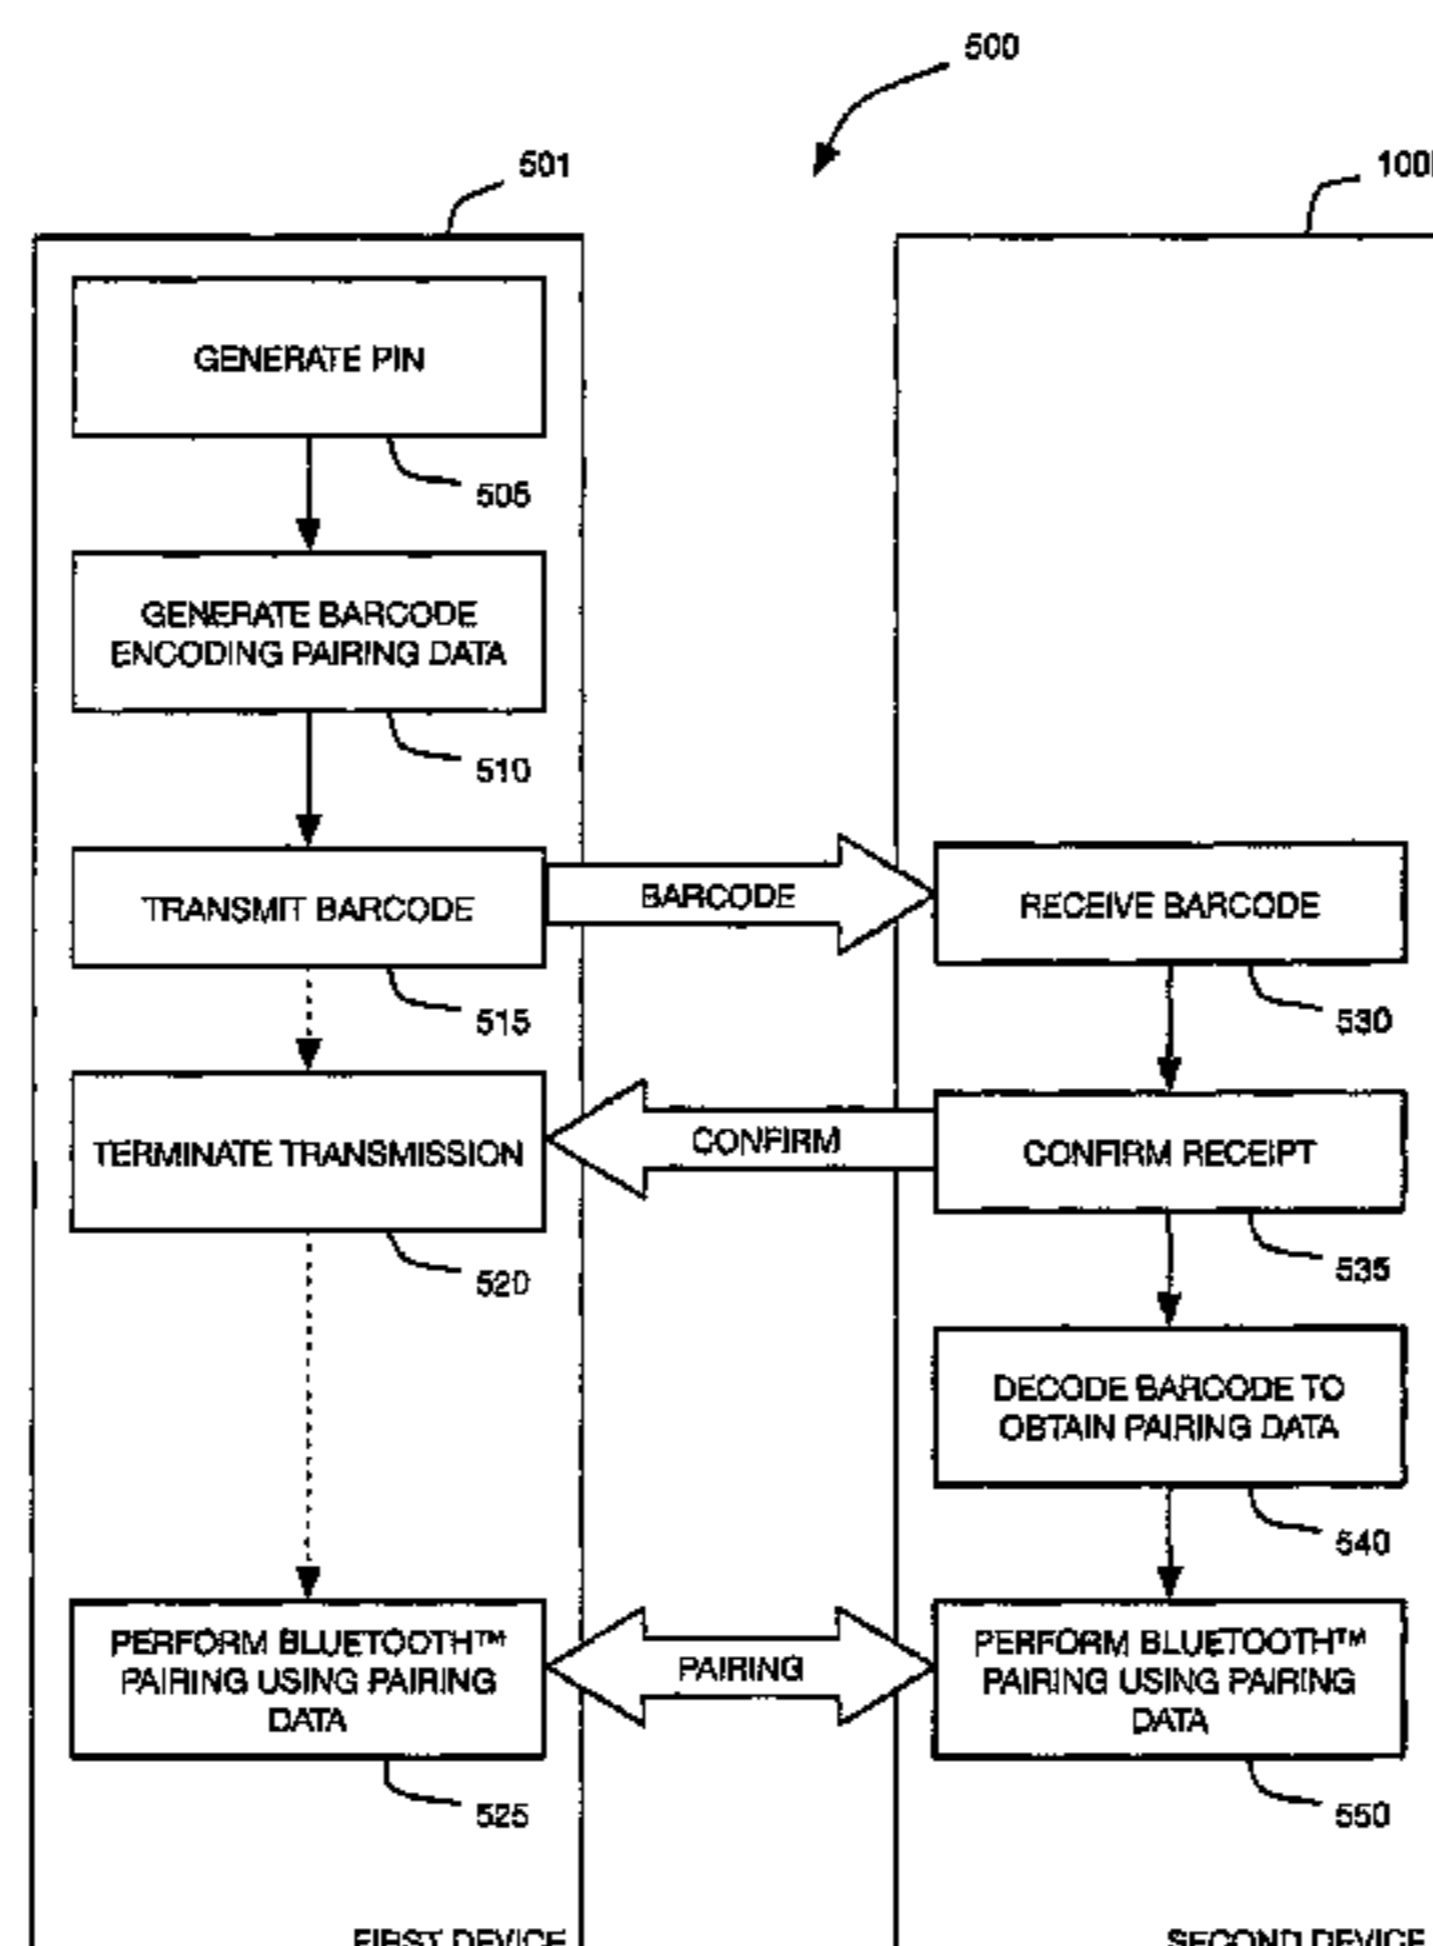 500
501
GENERATE PIN
505
GENERATE BARCODE
ENCODING PAIRING DATA
510
TRANSMIT BARCODE
BARCODE
RECEIVE BARCODE
515
530
TERMINATE TRANSMISSION
CONFIRM
CONFIRM RECEIPT
520
535
DECODE BARCODE TO
OBTAIN PAIRING DATA
540
PERFORM BLUETOOTH™
PAIRING USING PAIRING
DATA
PAIRING
PERFORM BLUETOOTH™
PAIRING USING PAIRING
DATA
525
550
FIRST DEVICE
SECOND DEVICE